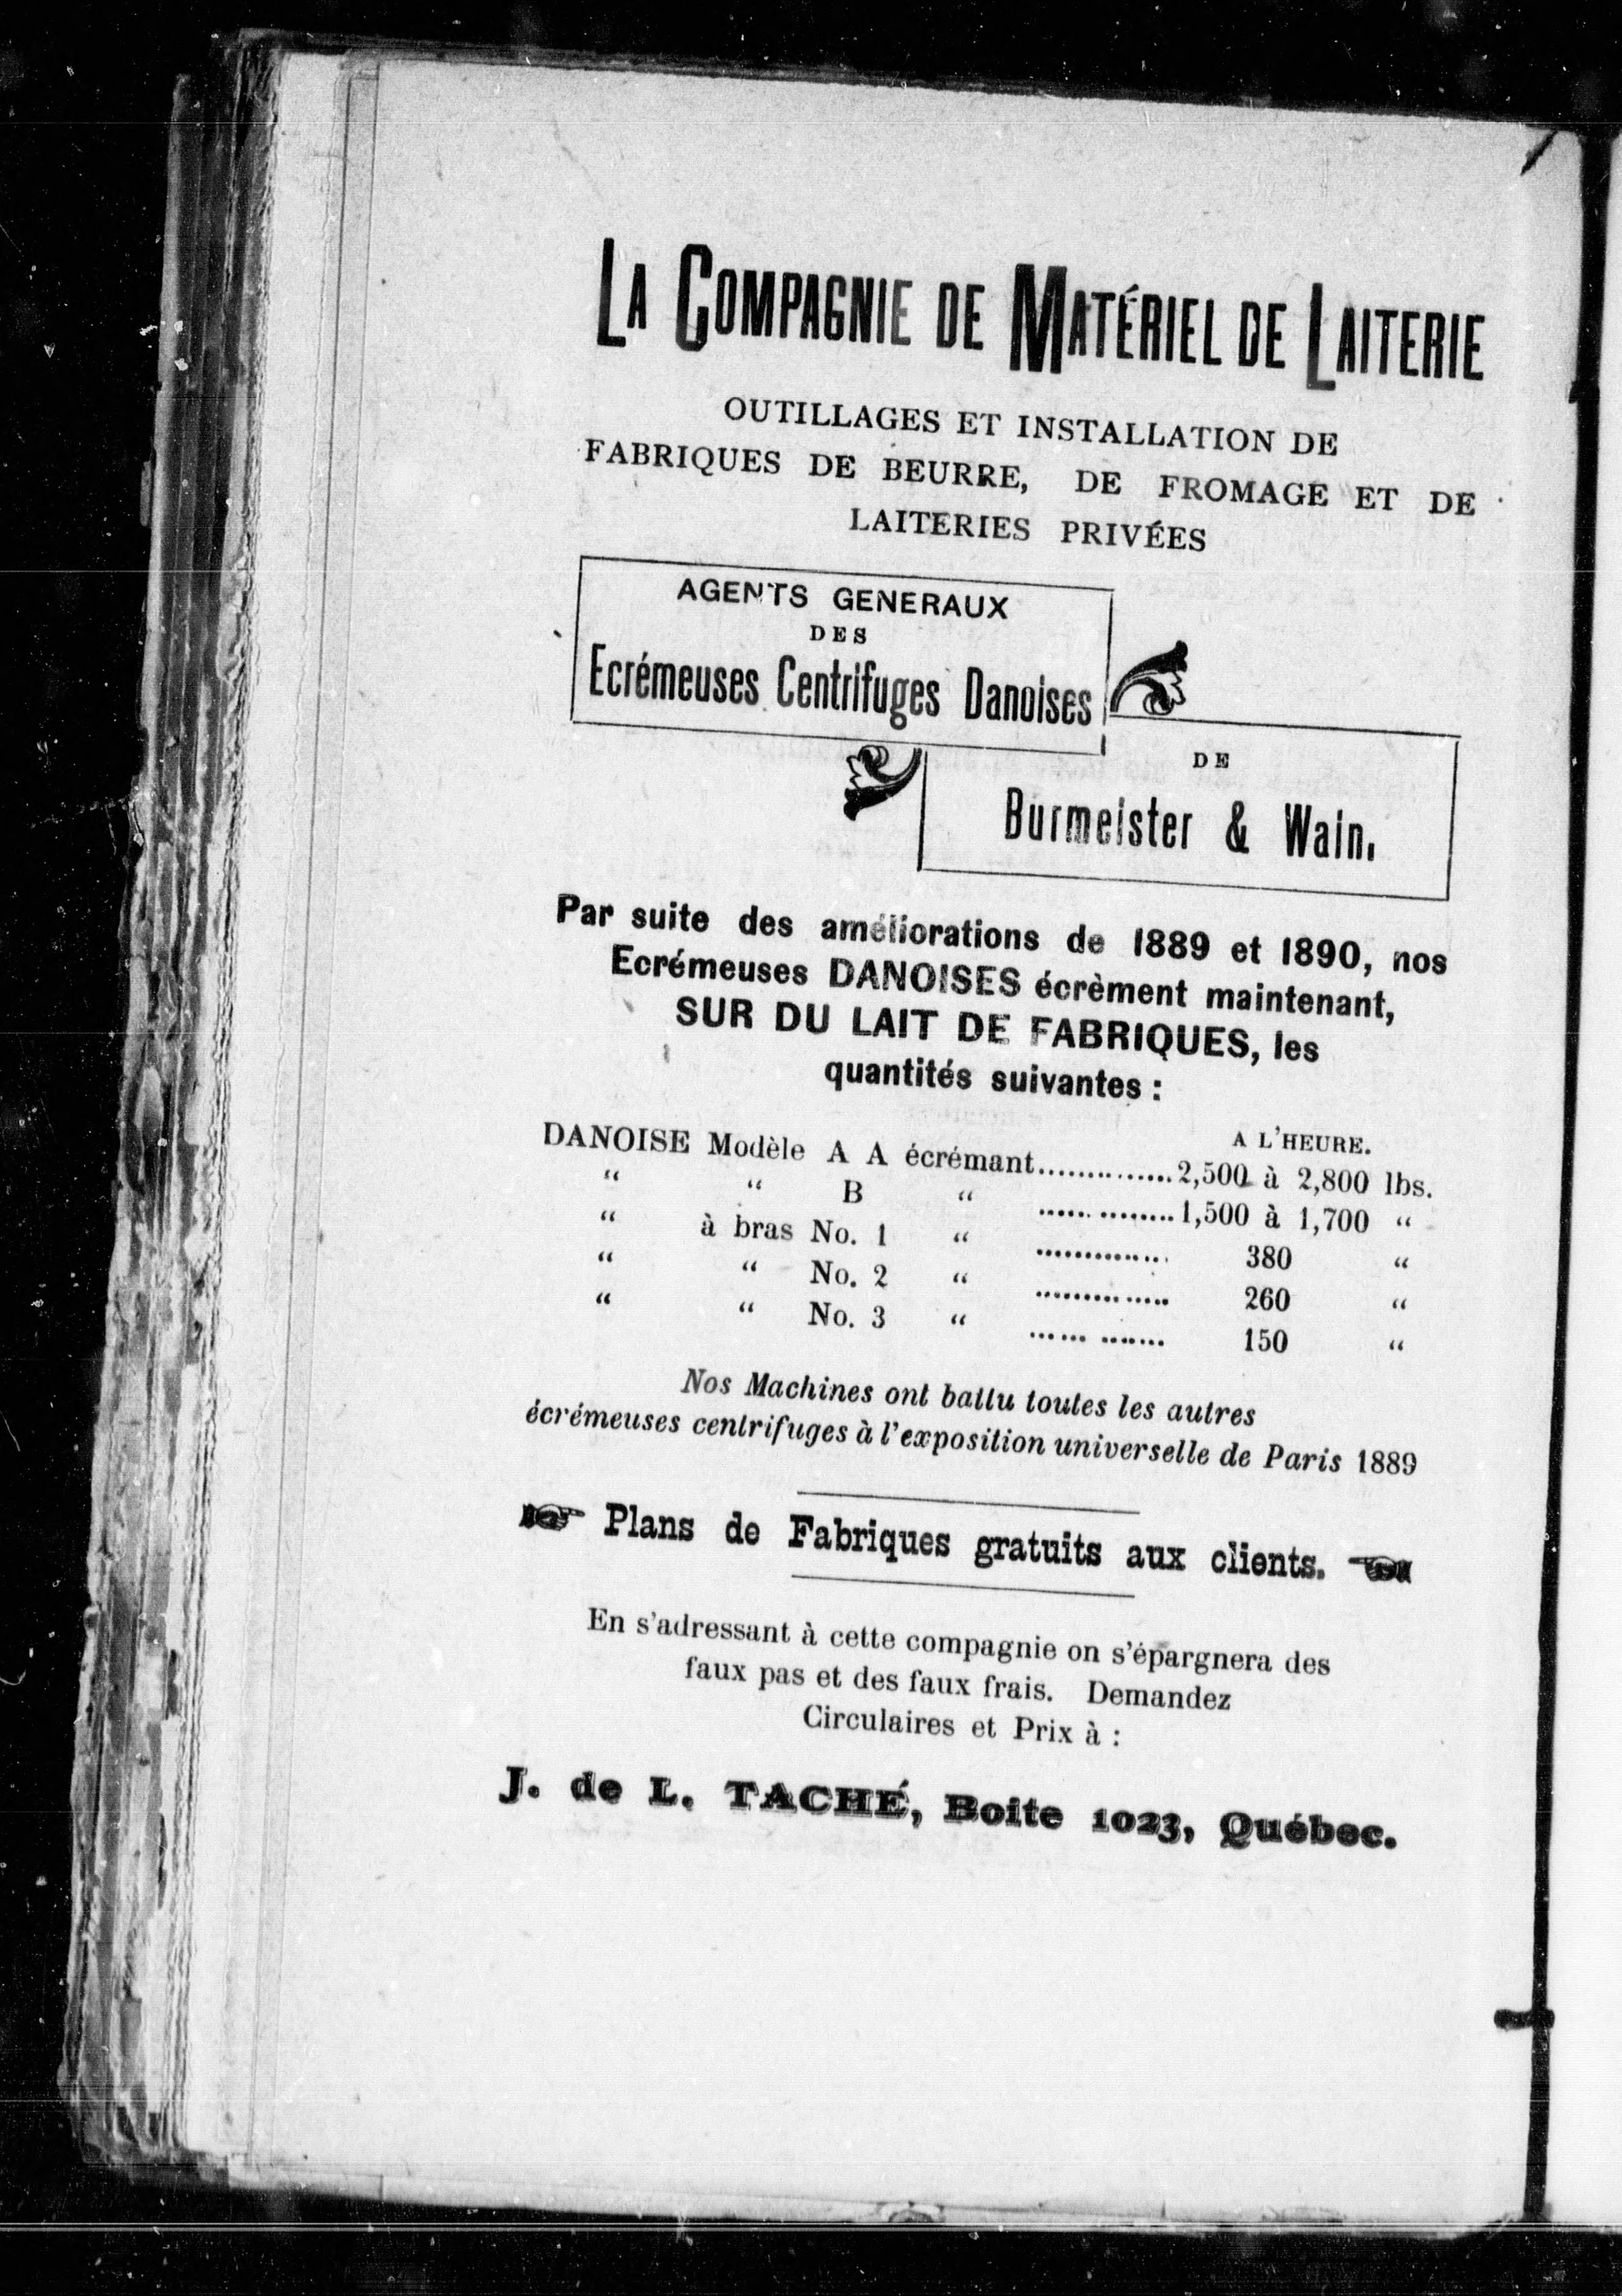 LA COMPAGNIE DE MATÉRIEL DE LAITERIE
OUTILLAGES ET INSTALLATION DE
FABRIQUES DE BEURRE, DE FROMAGE ET DE
LAITERIES PRIVÉES
AGENTS GENERAUX
DES
Ecrémeuses Centrifuges Danoises
DE
Burmeister & Wain.
Par suite des améliorations de 1889 et 1890, nos
Ecrémeuses DANOISES écrèment maintenant,
SUR DU LAIT DE FABRIQUES, les
quantités suivantes :
A L'HEURE.
DANOISE Modèle A A écrémant..............2,500 à 2,800 lbs.
“ “ B “ ..............1,500 à 1,700 “
“ à bras No. 1 “ .............. 380 “
“ “ No. 2 “ .............. 260 “
“ “ No. 3 “ ...... ....... 150 “
Nos Machines ont battu toutes les autres
écrémeuses centrifuges à l'exposition universelle de Paris 1889
☞ Plans de Fabriques gratuits aux clients. ☜
En s'adressant à cette compagnie on s'épargnera des
faux pas et des faux frais. Demandez
Circulaires et Prix à :
J. de L. TACHÉ, Boite 1023, Québec.